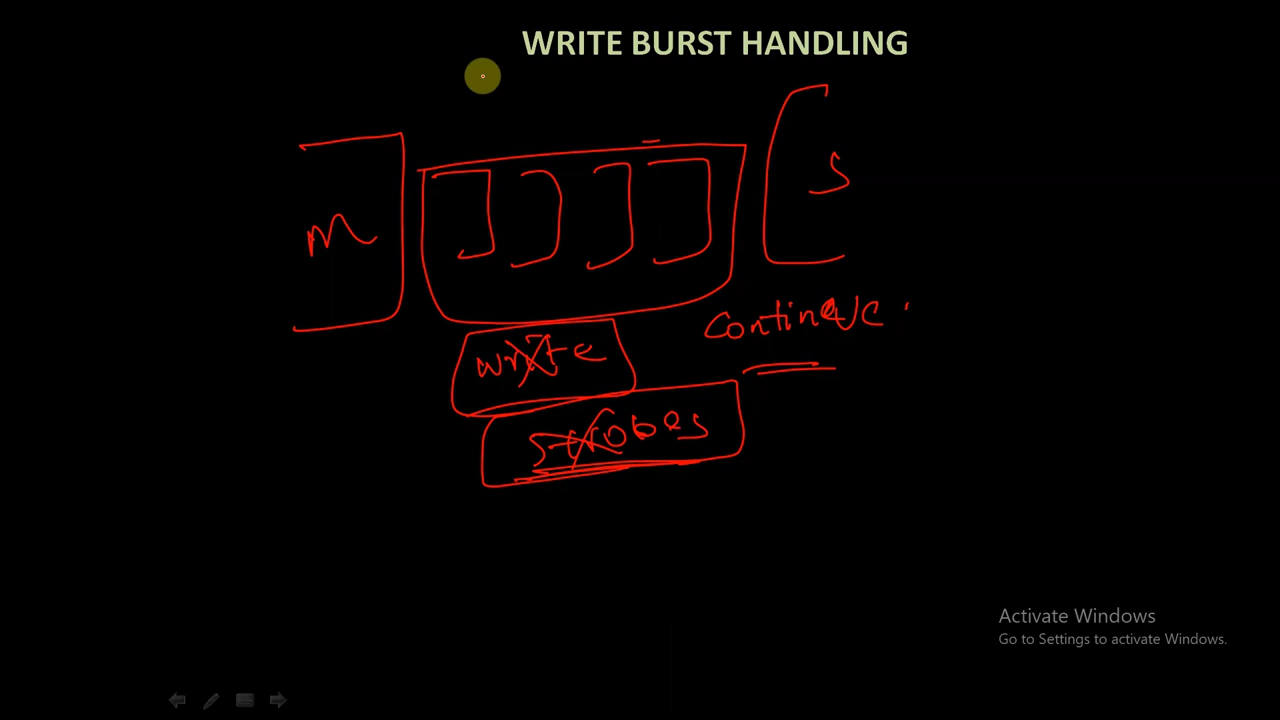 WRITE BURST HANDLING
S
M
continue
write
strobes
Activate Windows
Go to Settings to activate Windows.